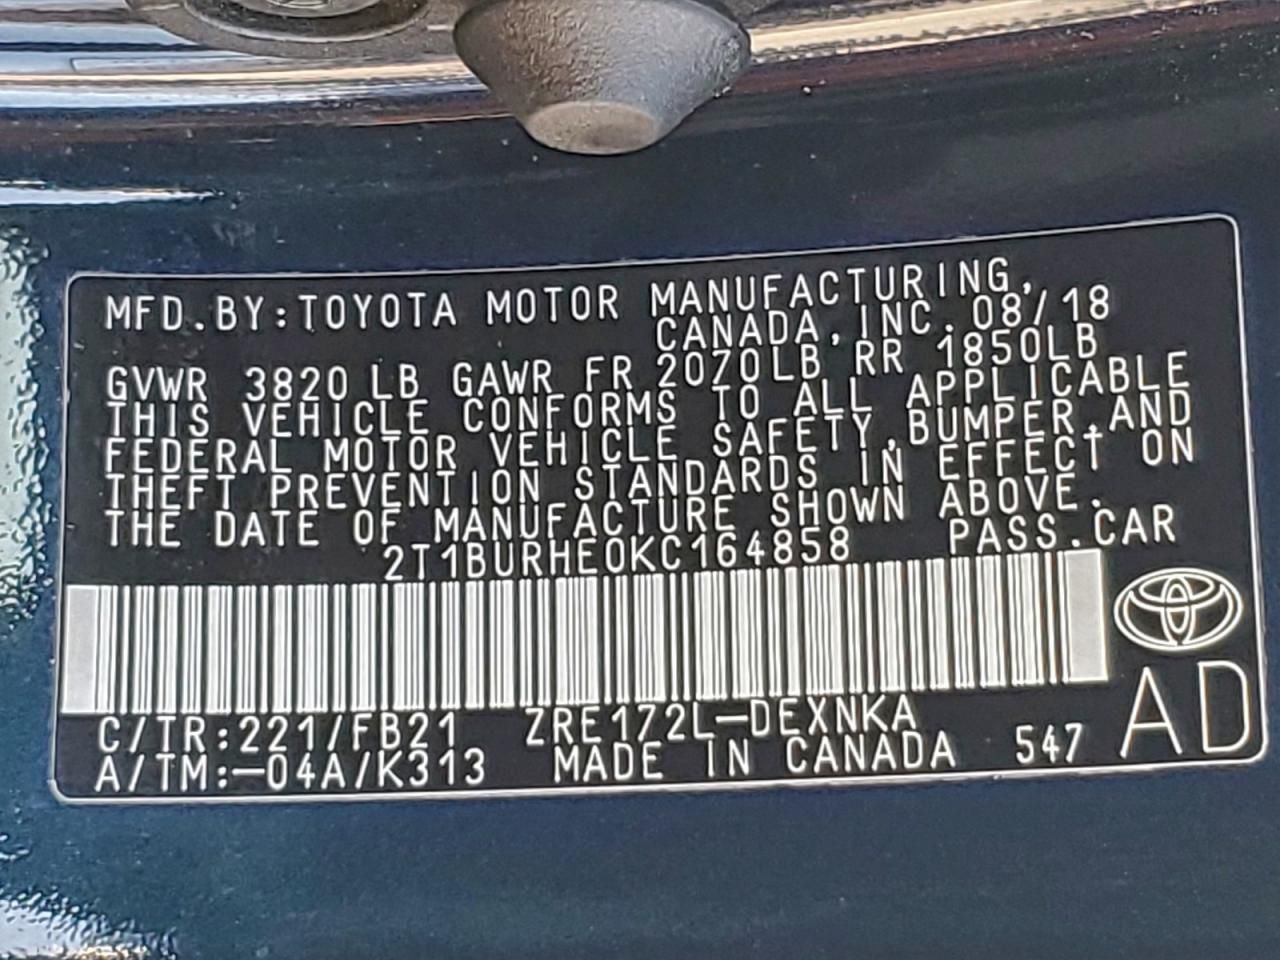 MFD.BY:TOYOTA MOTOR MANUFACTURING,
CANADA,INC. 08/18
GVWR 3820 LB GAWR FR 2070LB RR 1850LB
THIS VEHICLE CONFORMS TO ALL APPLICABLE
FEDERAL MOTOR VEHICLE SAFETY,BUMPER,AND
THEFT PREVENTION STANDARDS IN EFFECT ON
THE DATE OF MANUFACTURE SHOWN ABOVE.
2T1BURHE0KC164858 PASS.CAR
C/TR:221/FB21 ZRE172L-DEXNKA
A/TM:-04A/K313 MADE IN CANADA 547 AD